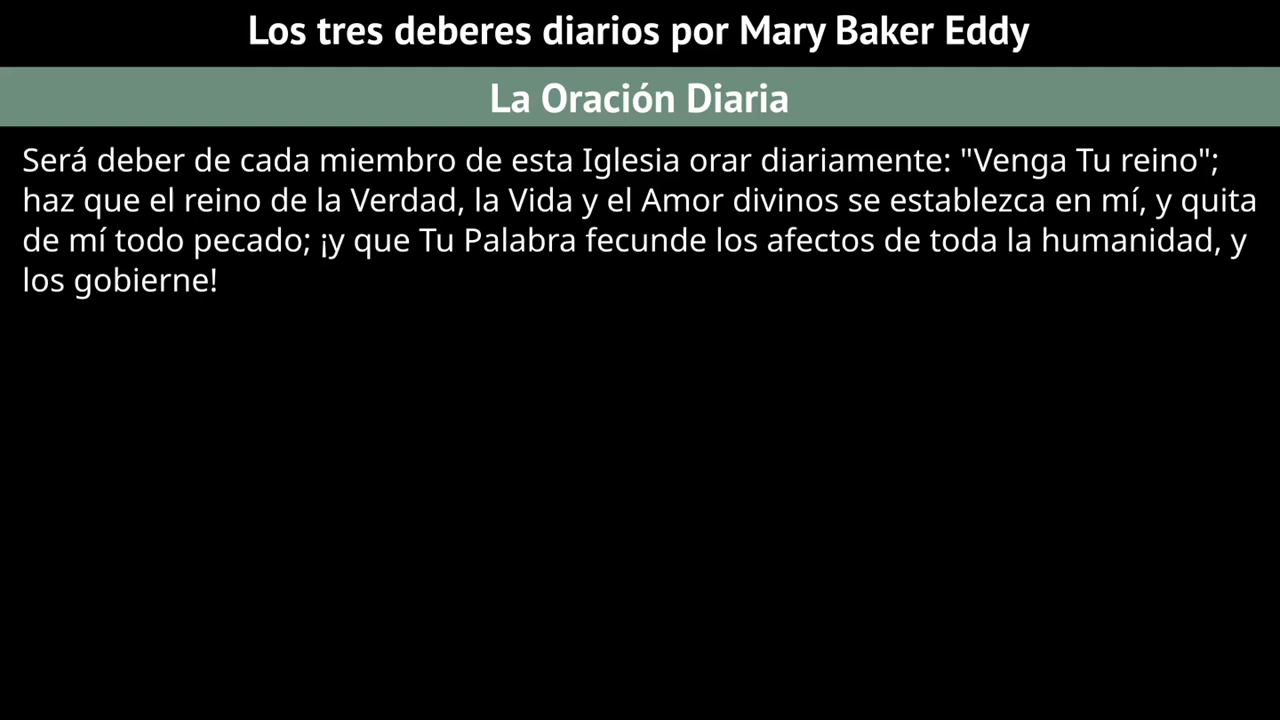 Los tres deberes diarios por Mary Baker Eddy
La Oración Diaria
Será deber de cada miembro de esta Iglesia orar diariamente: "Venga Tu reino";
haz que el reino de la Verdad, la Vida y el Amor divinos se establezca en mí, y quita
de mí todo pecado; ¡y que Tu Palabra fecunde los afectos de toda la humanidad, y
los gobierne!